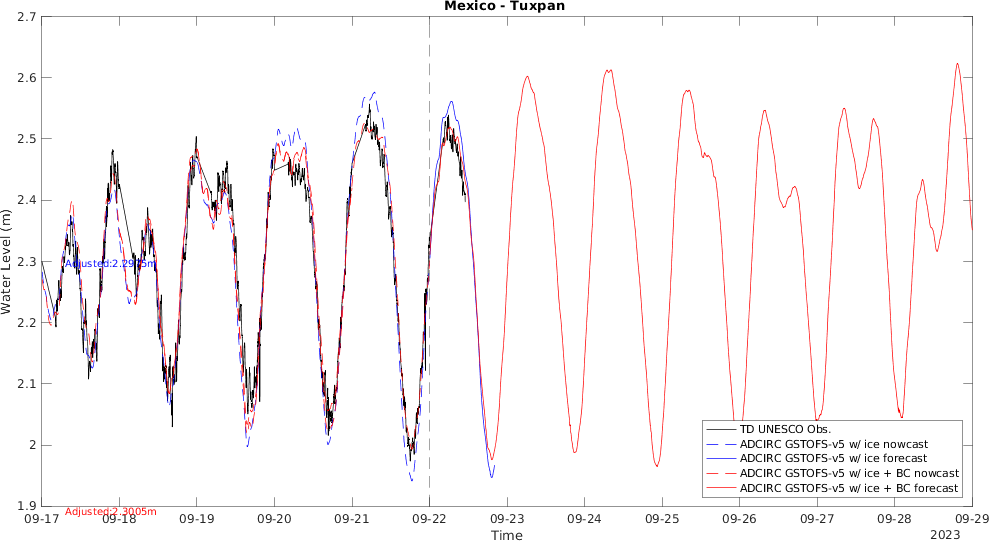 Mexico - Tuxpan
2.7
2.6
2.5
2.4
2.3
2.2
2.1
2
1.9
Water Level (m)
Adjusted:2.2975m
Adjusted:2.3005m
TD UNESCO Obs.
ADCIRC GSTOFS-v5 w/ ice nowcast
ADCIRC GSTOFS-v5 w/ ice forecast
ADCIRC GSTOFS-v5 w/ ice + BC nowcast
ADCIRC GSTOFS-v5 w/ ice + BC forecast
09-17 09-18 09-19 09-20 09-21 09-22 09-23 09-24 09-25 09-26 09-27 09-28 09-29
Time
2023